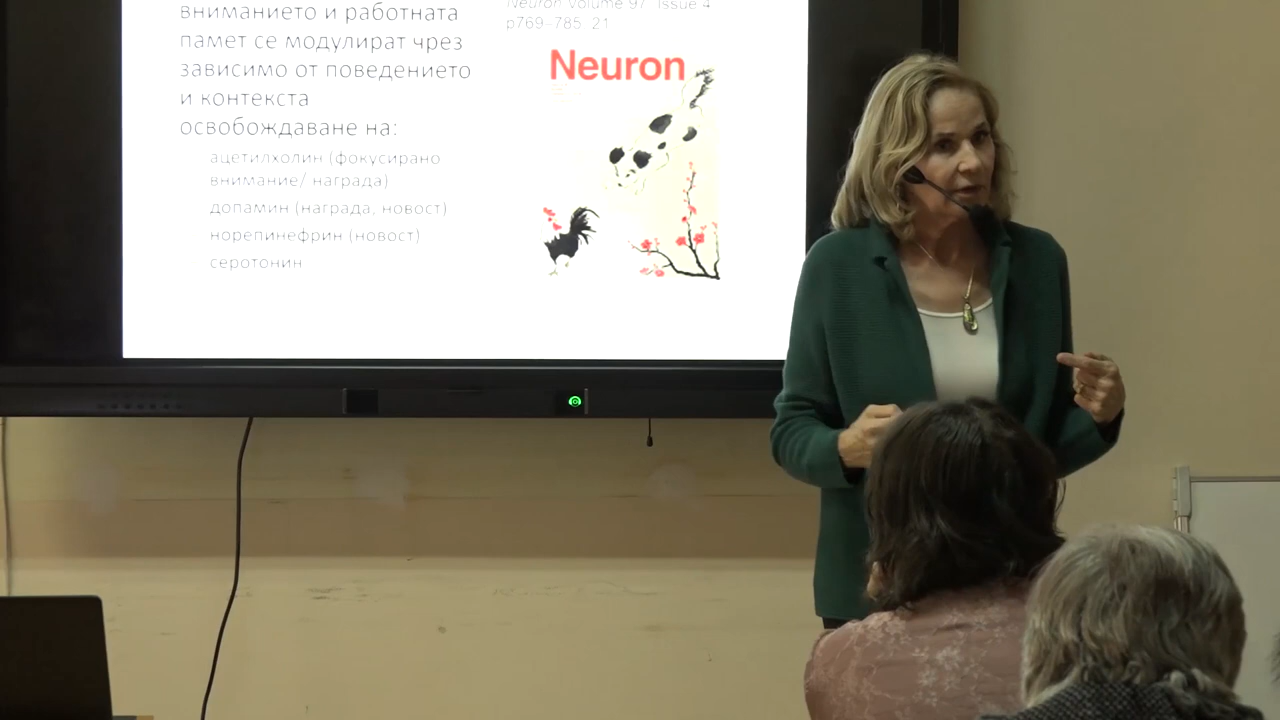 вниманието и работната
памет се модулират чрез
зависимо от поведението
и контекста
освобождаване на:
ацетилхолин (фокусирано
внимание/ награда)
допамин (награда, новост)
норепинефрин (новост)
серотонин
Neuron Volume 97, Issue 4
p769–785, 21
Neuron